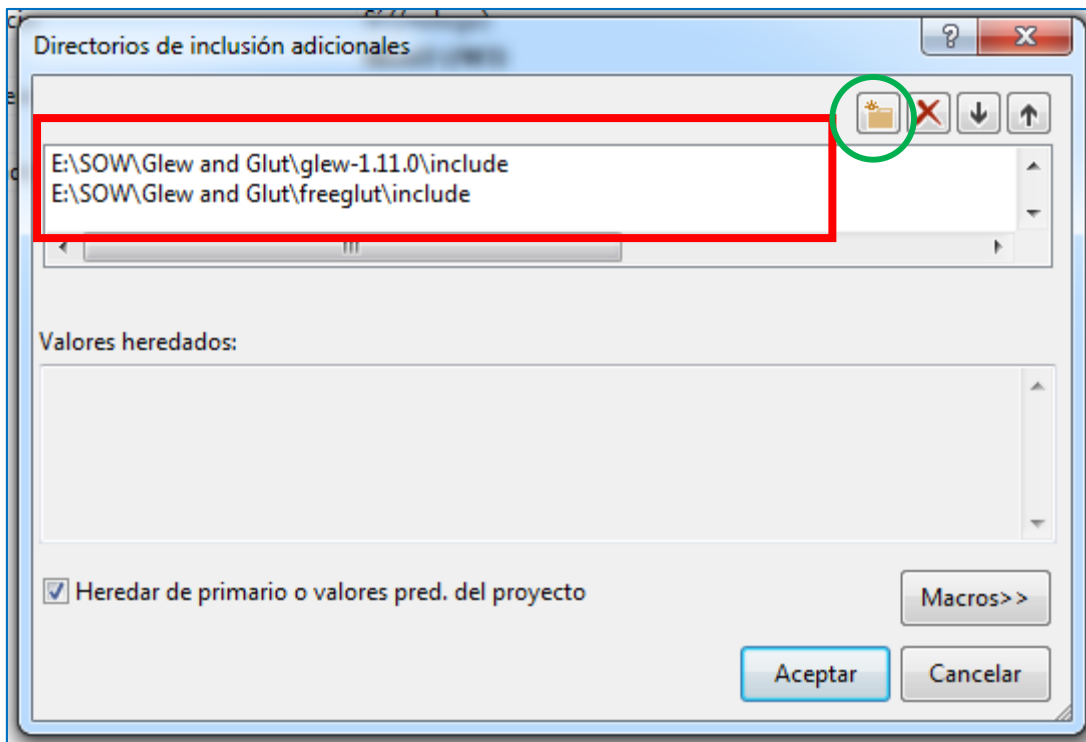 Directorios de inclusión adicionales
E:\SOW\Glew and Glut\glew-1.11.0\include
E:\SOW\Glew and Glut\freeglut\include
Valores heredados:
Heredar de primario o valores pred. del proyecto
Macros>>
Aceptar
Cancelar